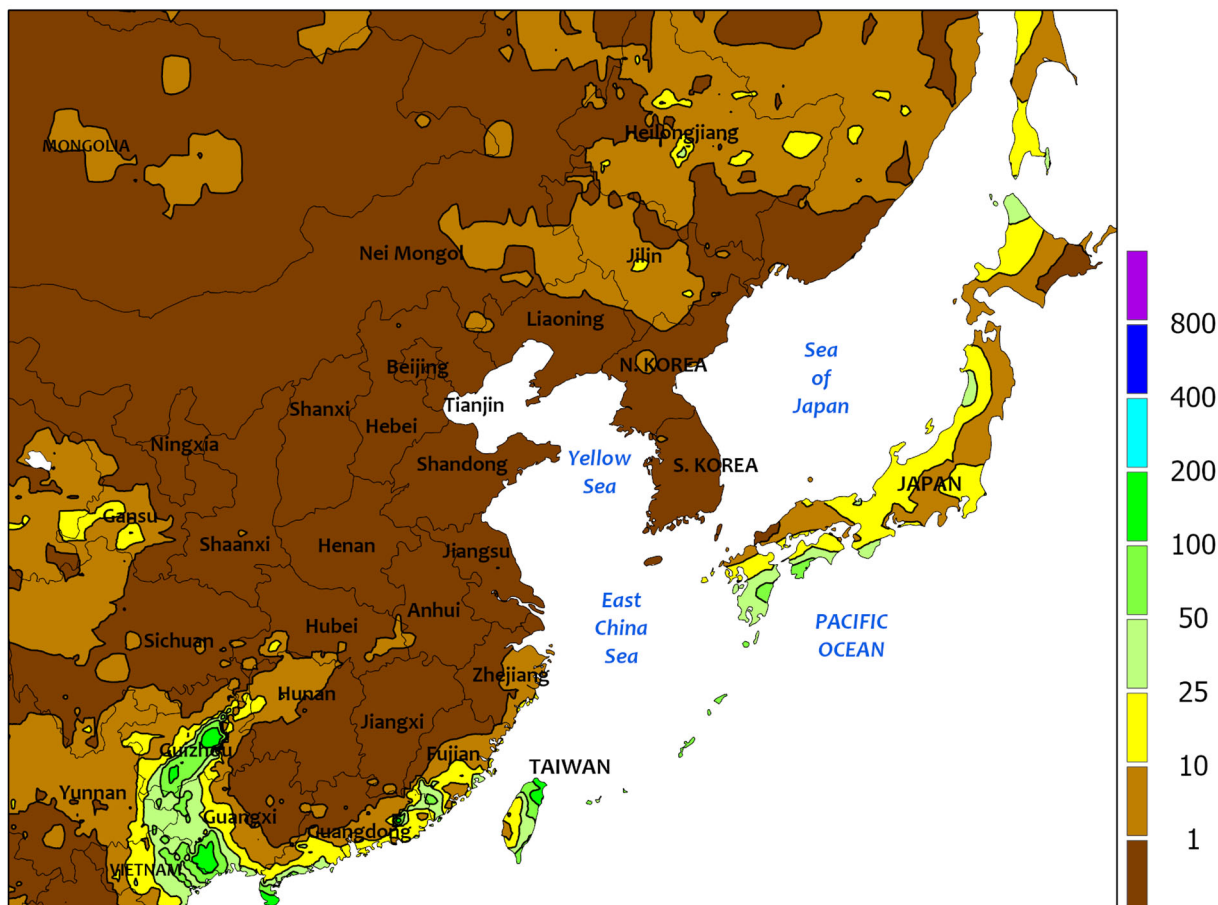 MONGOLIA
Heilongjiang
Nei Mongol
Jilin
Liaoning
N. KOREA
Beijing
Tianjin
Shanxi
Hebei
Ningxia
Shandong
S. KOREA
Sea
of
Japan
Yellow
Sea
JAPAN
Gansu
Shaanxi
Henan
Jiangsu
Anhui
East
China
Sea
PACIFIC
OCEAN
Sichuan
Hubei
Zhejiang
Hunan
Jiangxi
Guizhou
Fujian
TAIWAN
Yunnan
Guangxi
Guangdong
VIETNAM
800
400
200
100
50
25
10
1